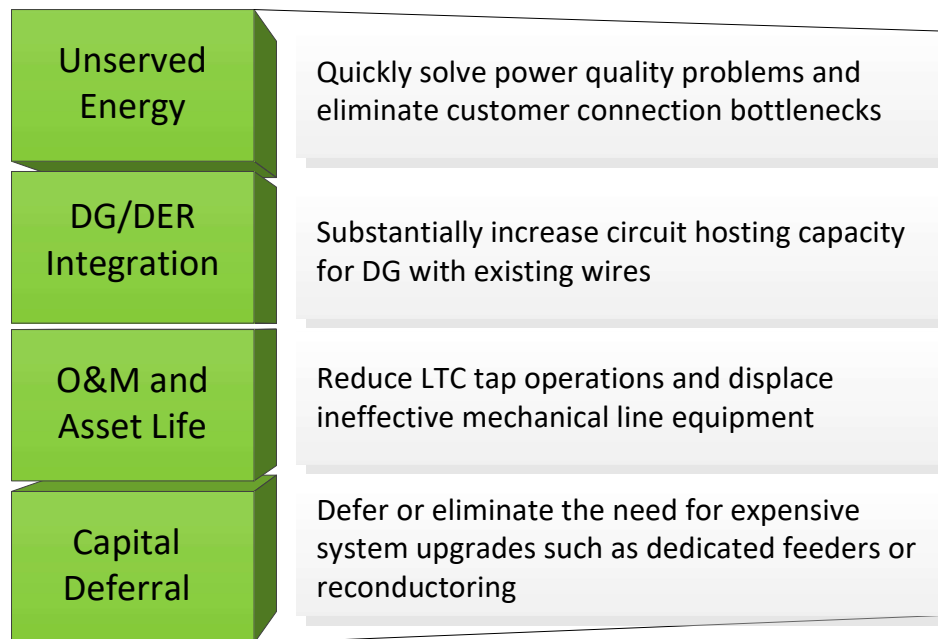 Unserved
Energy
Quickly solve power quality problems and
eliminate customer connection bottlenecks
DG/DER
Integration
Substantially increase circuit hosting capacity
for DG with existing wires
O&M and
Asset Life
Reduce LTC tap operations and displace
ineffective mechanical line equipment
Capital
Deferral
Defer or eliminate the need for expensive
system upgrades such as dedicated feeders or
reconductoring